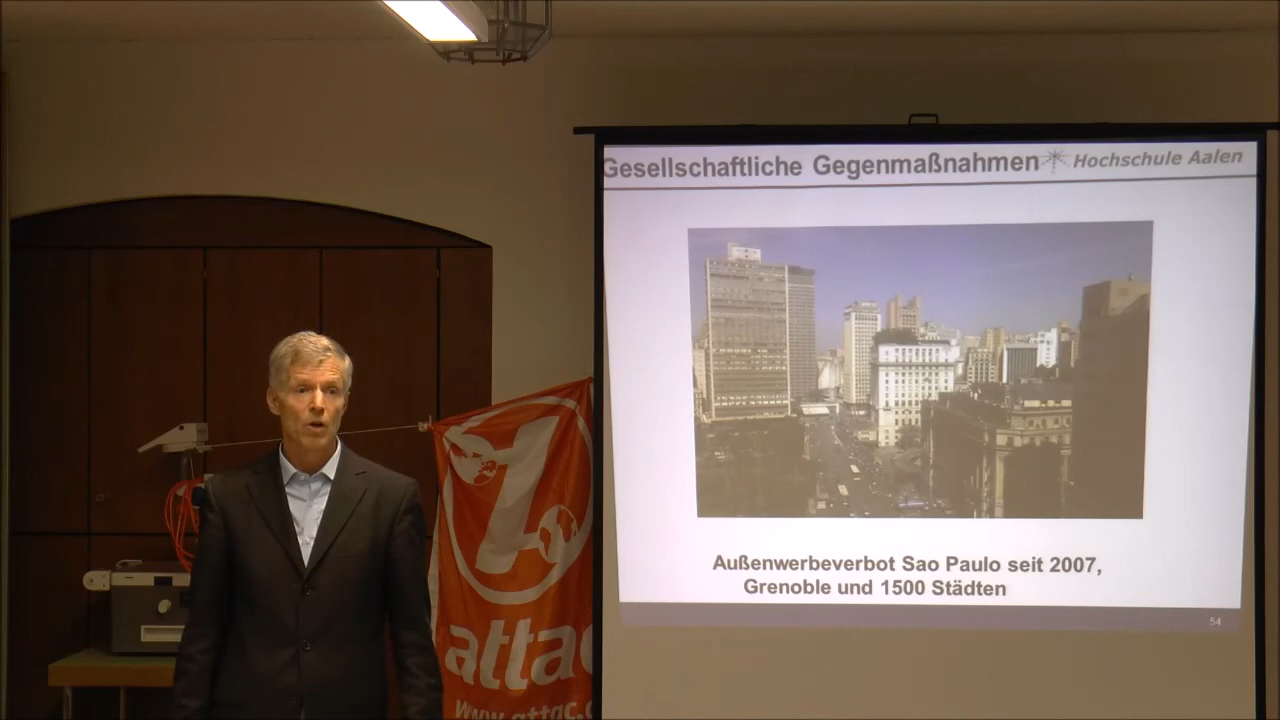 Gesellschaftliche Gegenmaßnahmen
Hochschule Aalen
Außenwerbeverbot Sao Paulo seit 2007,
Grenoble und 1500 Städten
54
attac
www.attac.